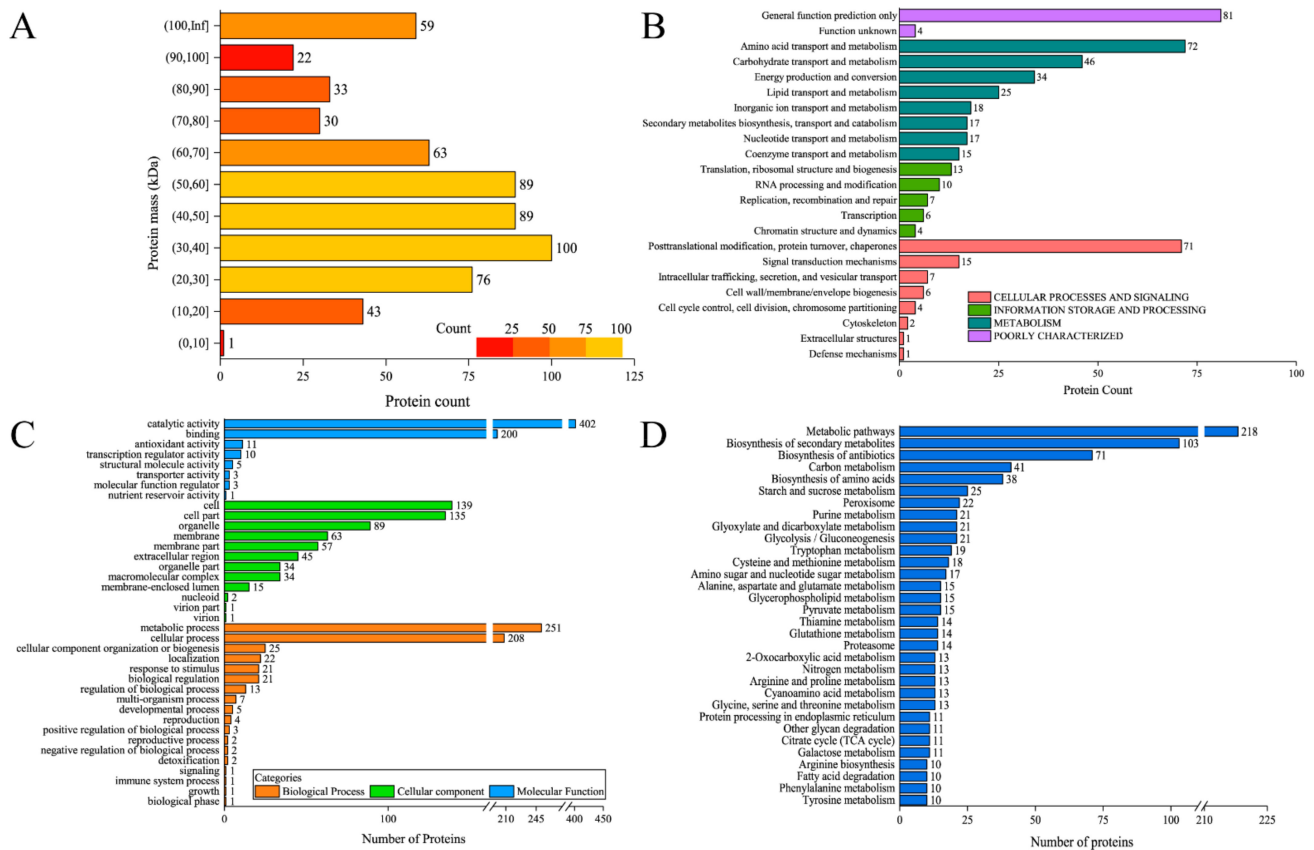 A
Protein mass (kDa)
(100,Inf] 59
(90,100] 22
(80,90] 33
(70,80] 30
(60,70] 63
(50,60] 89
(40,50] 89
(30,40] 100
(20,30] 76
(10,20] 43
(0,10] 1
Count 25 50 75 100
0 25 50 75 100 125
Protein count
B
General function prediction only 81
Function unknown 4
Amino acid transport and metabolism 72
Carbohydrate transport and metabolism 46
Energy production and conversion 34
Lipid transport and metabolism 25
Inorganic ion transport and metabolism 18
Secondary metabolites biosynthesis, transport and catabolism 17
Nucleotide transport and metabolism 17
Coenzyme transport and metabolism 15
Translation, ribosomal structure and biogenesis 13
RNA processing and modification 10
Replication, recombination and repair 7
Transcription 6
Chromatin structure and dynamics 4
Posttranslational modification, protein turnover, chaperones 71
Signal transduction mechanisms 15
Intracellular trafficking, secretion, and vesicular transport 7
Cell wall/membrane/envelope biogenesis 6
Cell cycle control, cell division, chromosome partitioning 4
Cytoskeleton 2
Extracellular structures 1
Defense mechanisms 1
CELLULAR PROCESSES AND SIGNALING
INFORMATION STORAGE AND PROCESSING
METABOLISM
POORLY CHARACTERIZED
0 25 50 75 100
Protein Count
C
catalytic activity 402
binding 200
antioxidant activity 11
transcription regulator activity 10
structural molecule activity 5
transporter activity 3
molecular function regulator 3
nutrient reservoir activity 1
cell 139
cell part 135
organelle 89
membrane 63
membrane part 57
extracellular region 45
organelle part 34
macromolecular complex 34
membrane-enclosed lumen 15
nucleoid 2
virion part 1
virion 1
metabolic process 251
cellular process 208
cellular component organization or biogenesis 25
localization 22
response to stimulus 21
biological regulation 21
regulation of biological process 13
multi-organism process 7
developmental process 5
reproduction 4
positive regulation of biological process 3
reproductive process 2
negative regulation of biological process 2
detoxification 2
signaling 1
immune system process 1
growth 1
biological phase 1
Categories
Biological Process Cellular component Molecular Function
100 210 245 400 450
Number of Proteins
D
Metabolic pathways 218
Biosynthesis of secondary metebolites 103
Biosynthesis of antibiotics 71
Carbon metabolism 41
Biosynthesis of amino acids 38
Starch and sucrose metabolism 25
Peroxisome 22
Purine metabolism 21
Glyoxylate and dicarboxylate metabolism 21
Glycolysis / Gluconeogenesis 21
Tryptophan metabolism 19
Cysteine and methionine metabolism 18
Amino sugar and nucleotide sugar metabolism 17
Alanine, aspartate and glutamate metabolism 15
Glycerophospholipid metabolism 15
Pyruvate metabolism 15
Thiamine metabolism 14
Glutathione metabolism 14
Proteasome 14
2-Oxocarboxylic acid metabolism 13
Nitrogen metabolism 13
Arginine and proline metabolism 13
Cyanoamino acid metabolism 13
Glycine, serine and threonine metabolism 13
Protein processing in endoplasmic reticulum 11
Other glycan degradation 11
Citrate cycle (TCA cycle) 11
Galactose metabolism 11
Arginine biosynthesis 10
Fatty acid degradation 10
Phenylalanine metabolism 10
Tyrosine metabolism 10
0 25 50 75 100 210 225
Number of proteins